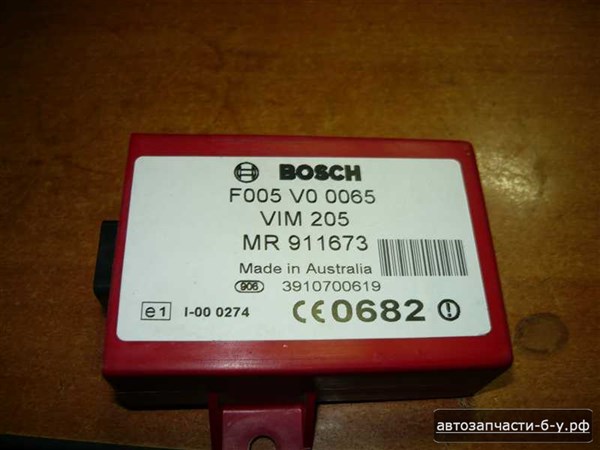 BOSCH
F005 V0 0065
VIM 205
MR 911673
Made in Australia
906 3910700619
e1 I-00 0274 CE0682
автозапчасти-б-у.рф